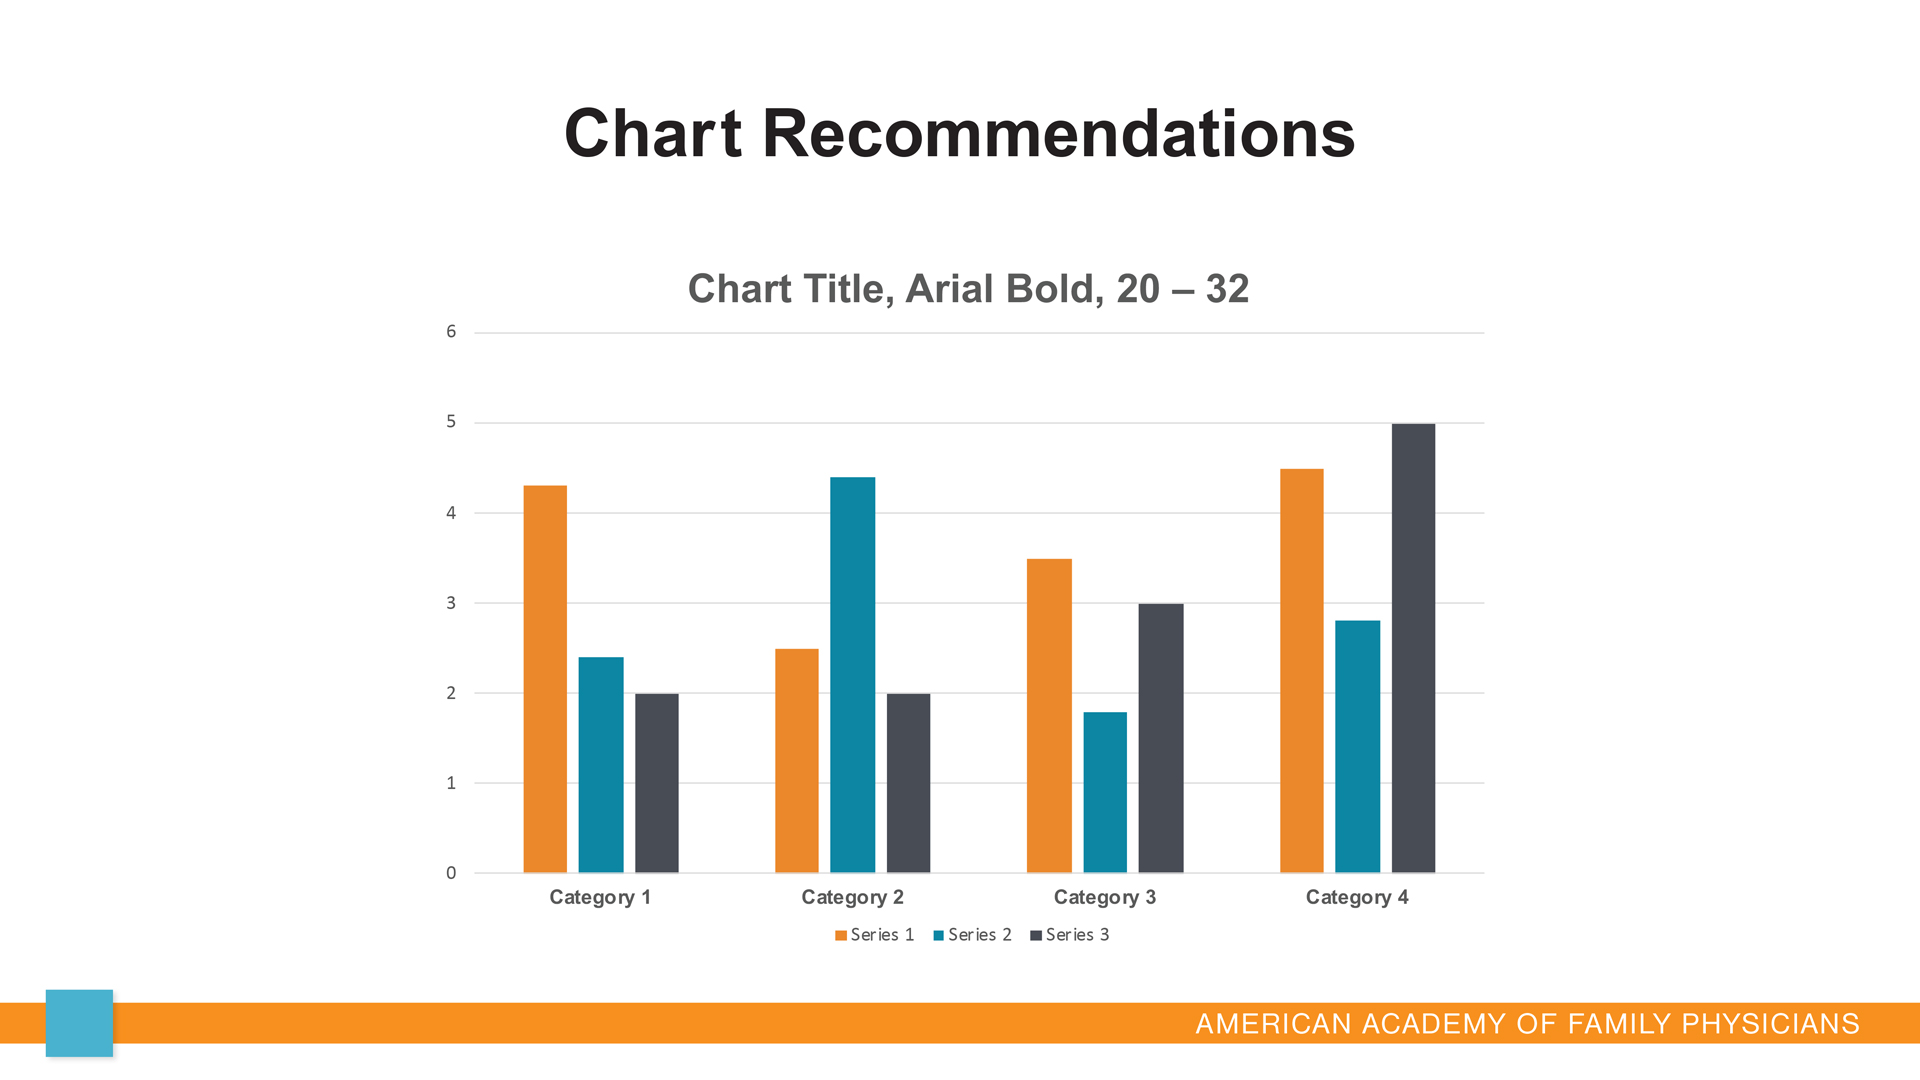 Chart Recommendations
Chart Title, Arial Bold, 20 – 32
6
5
4
3
2
1
0
Category 1 Category 2 Category 3 Category 4
Series 1 Series 2 Series 3
AMERICAN ACADEMY OF FAMILY PHYSICIANS